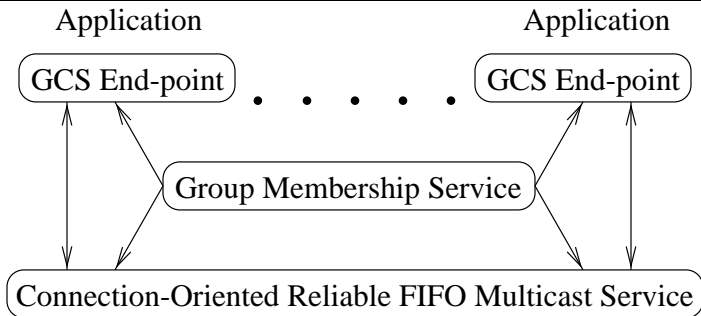 Application
Application
GCS End-point
GCS End-point
Group Membership Service
Connection-Oriented Reliable FIFO Multicast Service